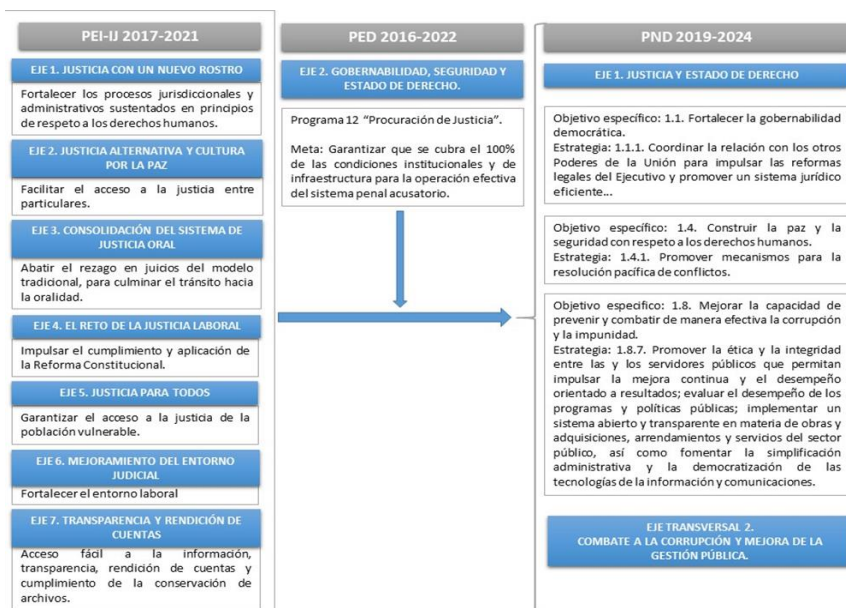 PEI-IJ 2017-2021
EJE 1. JUSTICIA CON UN NUEVO ROSTRO
Fortalecer los procesos jurisdiccionales y
administrativos sustentados en principios
de respeto a los derechos humanos.
EJE 2. JUSTICIA ALTERNATIVA Y CULTURA
POR LA PAZ
Facilitar el acceso a la justicia entre
particulares.
EJE 3. CONSOLIDACIÓN DEL SISTEMA DE
JUSTICIA ORAL
Abatir el rezago en juicios del modelo
tradicional, para culminar el tránsito hacia
la oralidad.
EJE 4. EL RETO DE LA JUSTICIA LABORAL
Impulsar el cumplimiento y aplicación de
la Reforma Constitucional.
EJE 5. JUSTICIA PARA TODOS
Garantizar el acceso a la justicia de la
población vulnerable.
EJE 6. MEJORAMIENTO DEL ENTORNO
JUDICIAL
Fortalecer el entorno laboral
EJE 7. TRANSPARENCIA Y RENDICIÓN DE
CUENTAS
Acceso fácil a la información,
transparencia, rendición de cuentas y
cumplimiento de la conservación de
archivos.
PED 2016-2022
EJE 2. GOBERNABILIDAD, SEGURIDAD Y
ESTADO DE DERECHO.
Programa 12 “Procuración de Justicia”.
Meta: Garantizar que se cubra el 100%
de las condiciones institucionales y de
infraestructura para la operación efectiva
del sistema penal acusatorio.
PND 2019-2024
EJE 1. JUSTICIA Y ESTADO DE DERECHO
Objetivo específico: 1.1. Fortalecer la gobernabilidad
democrática.
Estrategia: 1.1.1. Coordinar la relación con los otros
Poderes de la Unión para impulsar las reformas
legales del Ejecutivo y promover un sistema jurídico
eficiente...
Objetivo específico: 1.4. Construir la paz y la
seguridad con respeto a los derechos humanos.
Estrategia: 1.4.1. Promover mecanismos para la
resolución pacífica de conflictos.
Objetivo especifico: 1.8. Mejorar la capacidad de
prevenir y combatir de manera efectiva la corrupción
y la impunidad.
Estrategia: 1.8.7. Promover la ética y la integridad
entre las y los servidores públicos que permitan
impulsar la mejora continua y el desempeño
orientado a resultados; evaluar el desempeño de los
programas y políticas públicas; implementar un
sistema abierto y transparente en materia de obras y
adquisiciones, arrendamientos y servicios del sector
público, así como fomentar la simplificación
administrativa y la democratización de las
tecnologías de la información y comunicaciones.
EJE TRANSVERSAL 2.
COMBATE A LA CORRUPCIÓN Y MEJORA DE LA
GESTIÓN PÚBLICA.